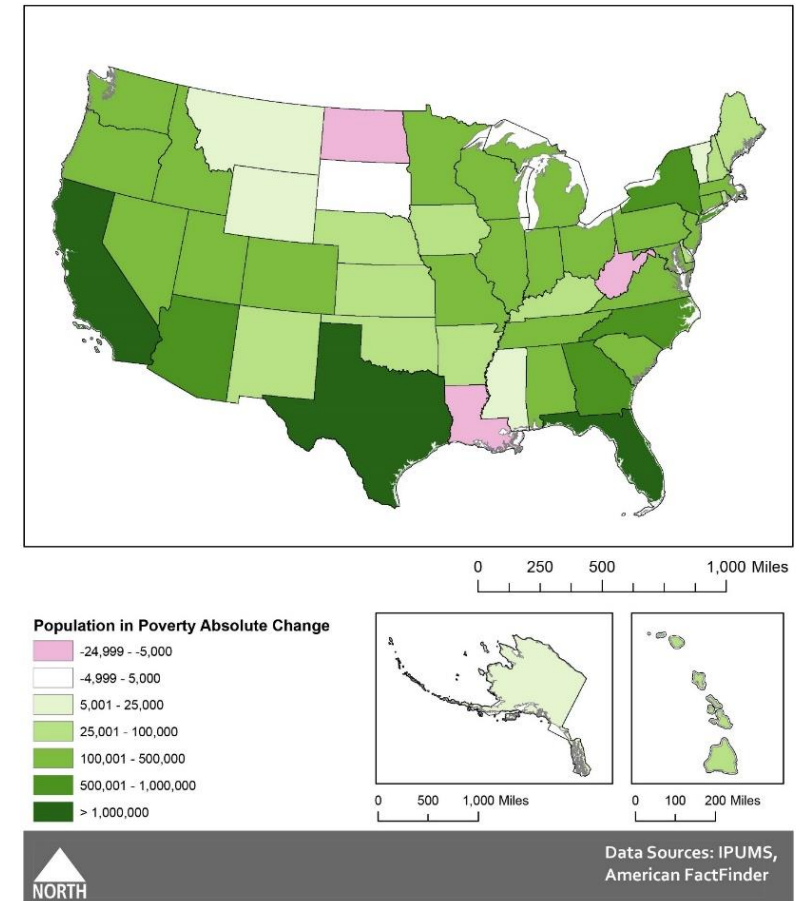 0 250 500 1,000 Miles
Population in Poverty Absolute Change
-24,999 - -5,000
-4,999 - 5,000
5,001 - 25,000
25,001 - 100,000
100,001 - 500,000
500,001 - 1,000,000
> 1,000,000
0 500 1,000 Miles
0 100 200 Miles
NORTH
Data Sources: IPUMS,
American FactFinder